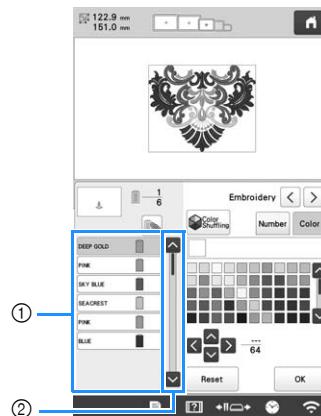 122.9 mm
151.0 mm
1
6
Embroidery
Color Shuffling
Number
Color
DEEP GOLD
PINK
SKY BLUE
SEACREST
PINK
BLUE
---
64
Reset
OK
①
②